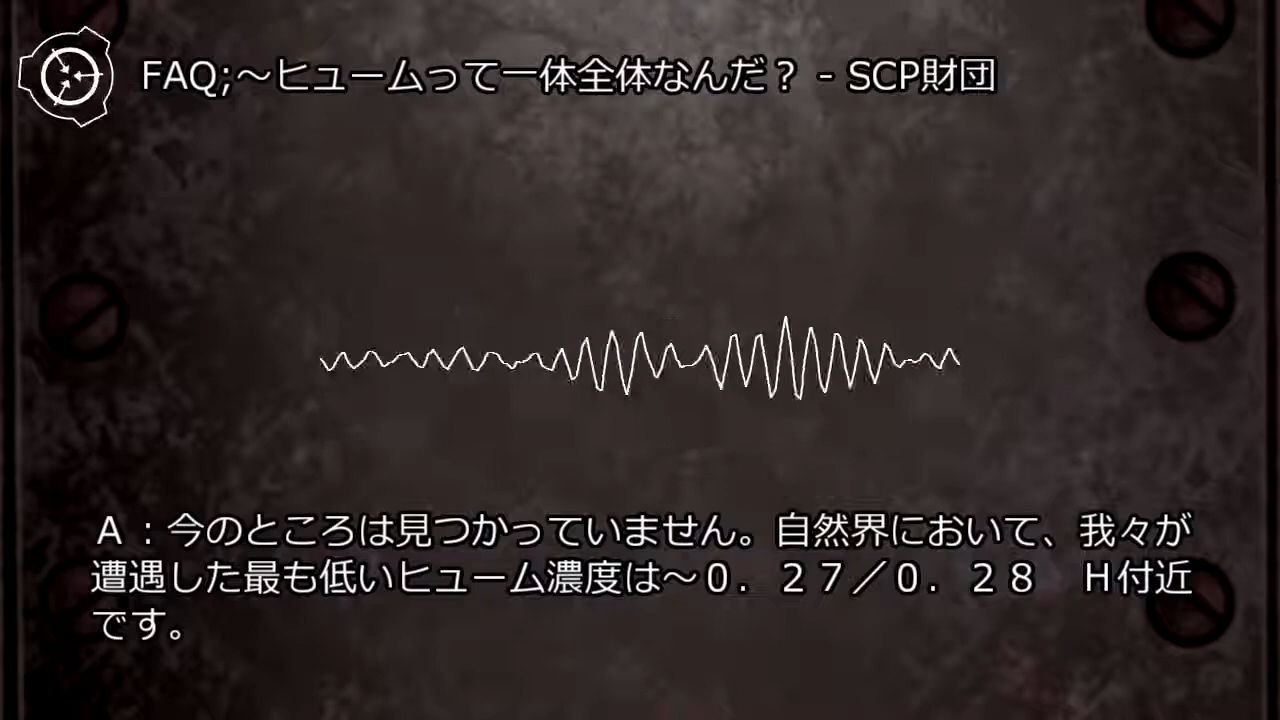 FAQ;～ヒュームって一体全体なんだ？ - SCP財団
Ａ：今のところは見つかっていません。自然界において、我々が
遭遇した最も低いヒューム濃度は～０．２７／０．２８　Ｈ付近
です。